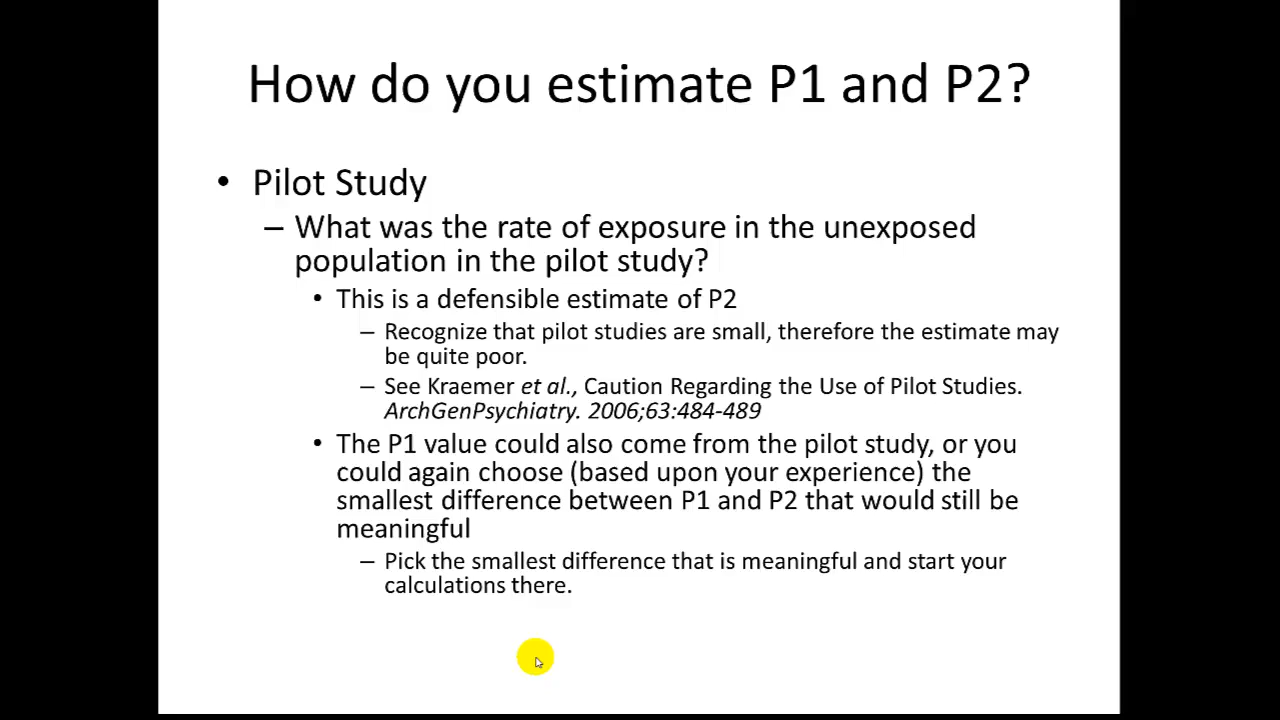 How do you estimate P1 and P2?
• Pilot Study
– What was the rate of exposure in the unexposed
population in the pilot study?
• This is a defensible estimate of P2
– Recognize that pilot studies are small, therefore the estimate may
be quite poor.
– See Kraemer et al., Caution Regarding the Use of Pilot Studies.
ArchGenPsychiatry. 2006;63:484-489
• The P1 value could also come from the pilot study, or you
could again choose (based upon your experience) the
smallest difference between P1 and P2 that would still be
meaningful
– Pick the smallest difference that is meaningful and start your
calculations there.